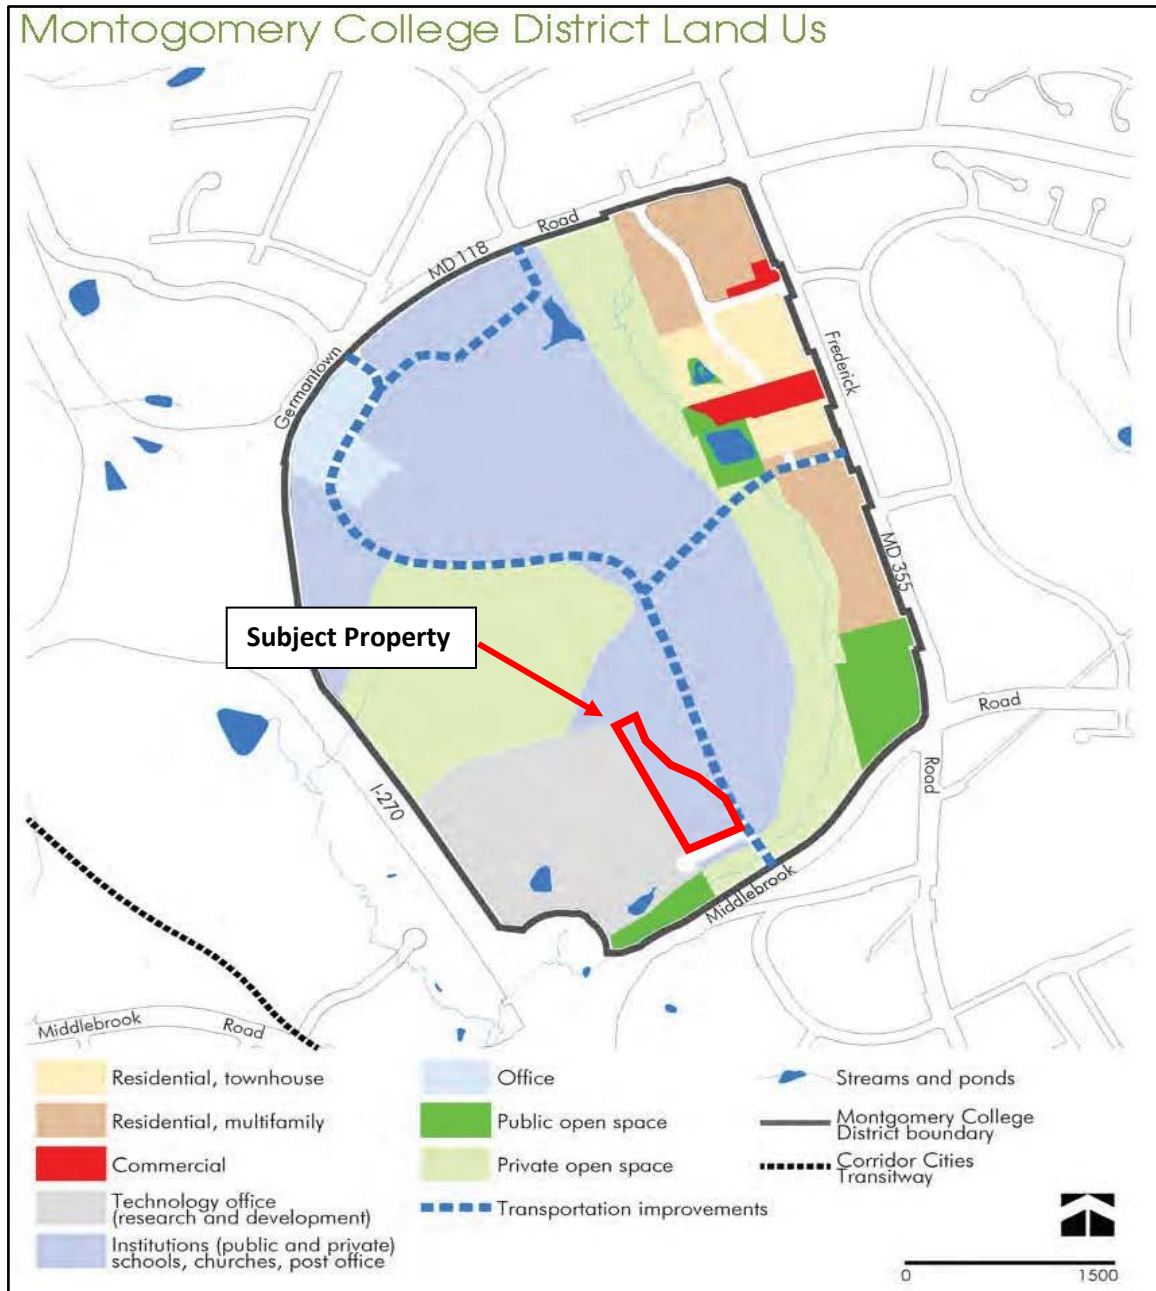 Montogomery College District Land Us
Road
MD 118
Germantown
Frederick
MD 355
Subject Property
Road
Road
I-270
Middlebrook
Middlebrook
Road
Residential, townhouse
Residential, multifamily
Commercial
Technology office
(research and development)
Institutions (public and private)
schools, churches, post office
Office
Public open space
Private open space
Transportation improvements
Streams and ponds
Montgomery College
District boundary
Corridor Cities
Transitway
0 1500